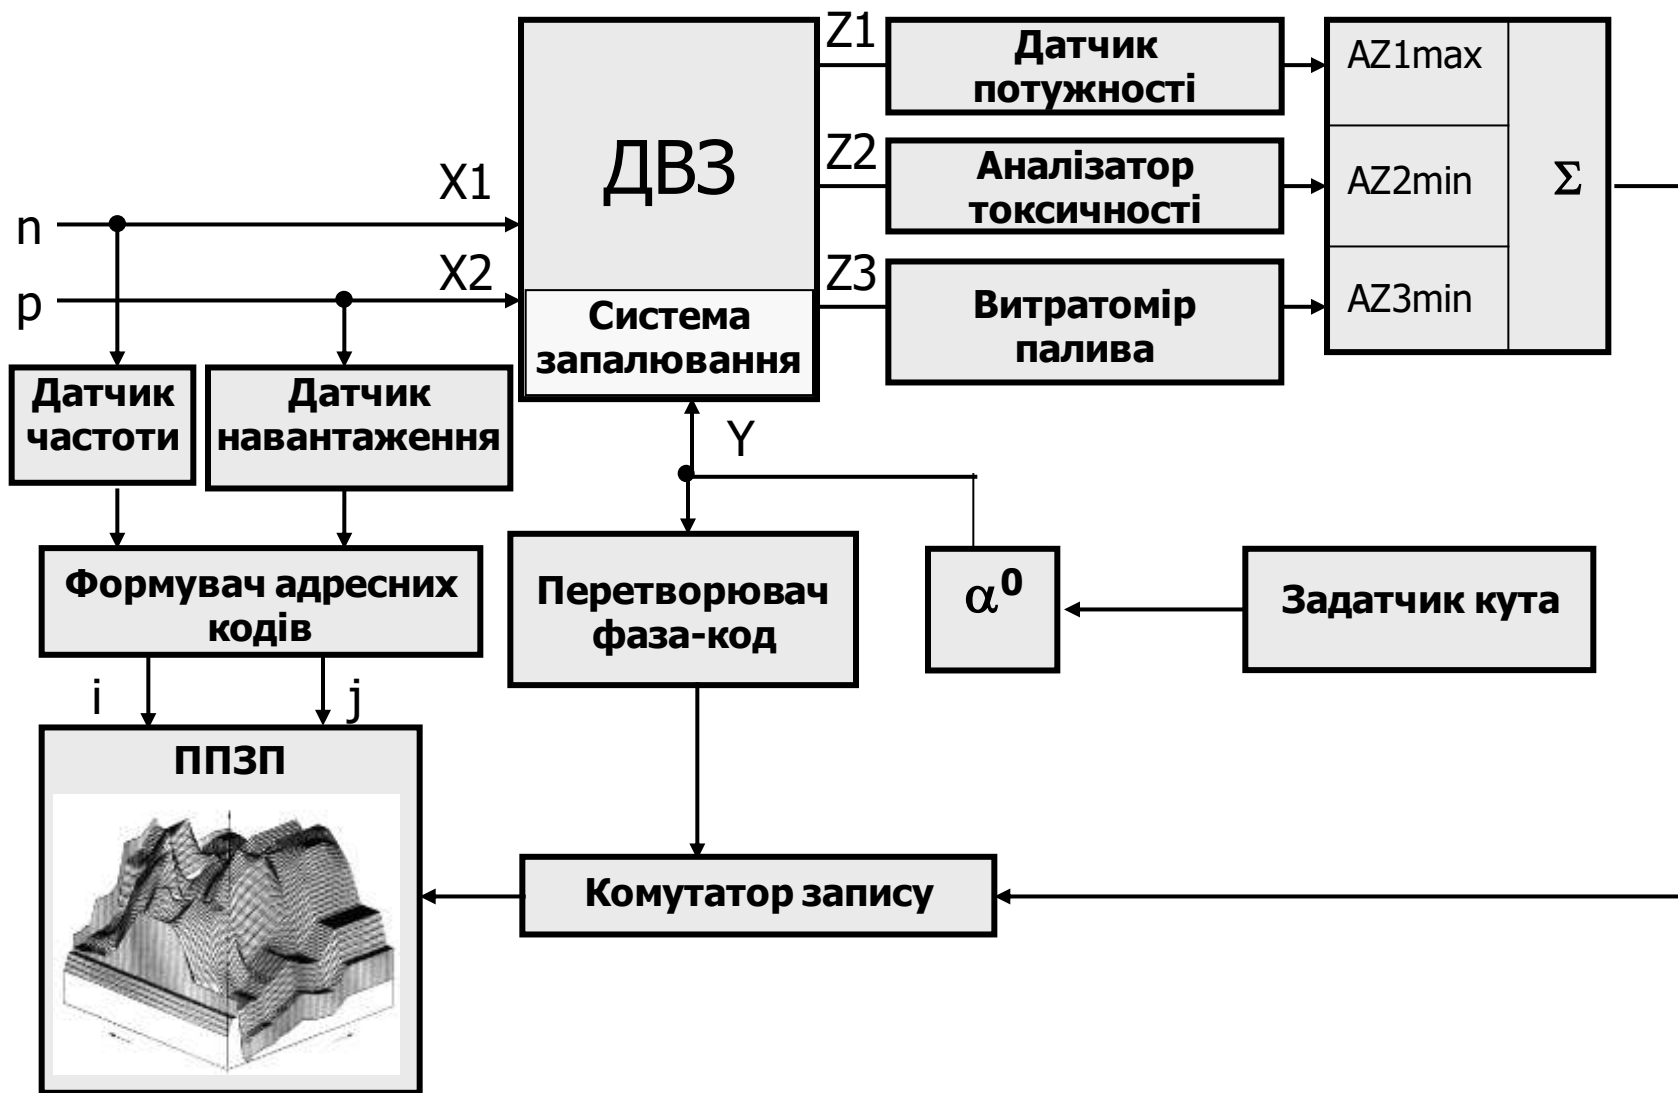 Z1
Датчик
потужності
AZ1max
ДВЗ
Z2
Аналізатор
токсичності
AZ2min
Σ
X1
n
X2
p
Z3
Витратомір
палива
AZ3min
Система
запалювання
Датчик
частоти
Датчик
навантаження
Y
Формувач адресних
кодів
Перетворювач
фаза-код
α⁰
Задатчик кута
i
j
ППЗП
Комутатор запису